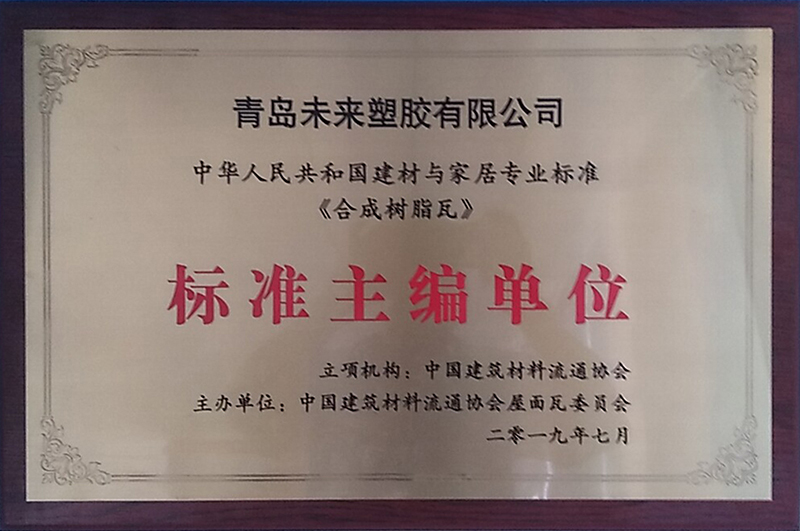 青岛未来塑胶有限公司
中华人民共和国建材与家居专业标准
《合成树脂瓦》
标准主编单位
立项机构：中国建筑材料流通协会
主办单位：中国建筑材料流通协会屋面瓦委员会
二零一九年七月